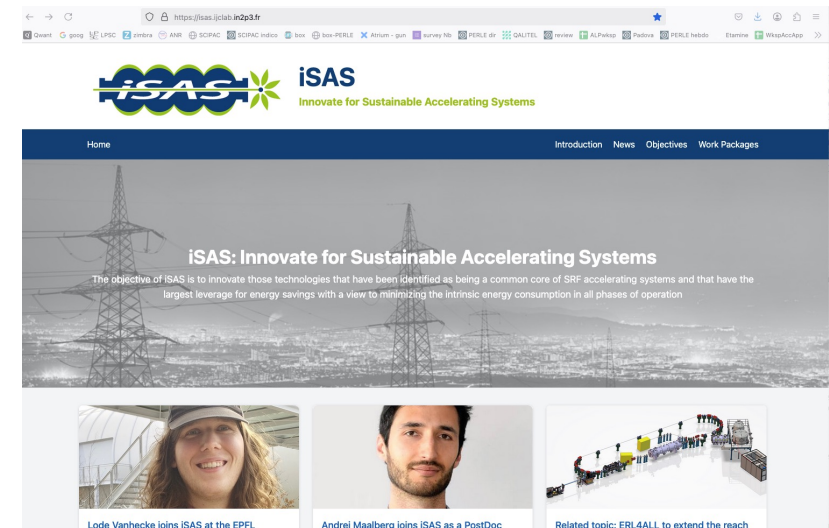 https://isas.ijclab.in2p3.fr
Qwant goog LPSC zimbra ANR SCIPAC SCIPAC indico box box-PERLE Atrium - gun survey Nb PERLE dir QALITEL review ALPwksp Padova PERLE hebdo Etamine WkspAccApp
iSAS
iSAS
Innovate for Sustainable Accelerating Systems
Home Introduction News Objectives Work Packages
iSAS: Innovate for Sustainable Accelerating Systems
The objective of iSAS is to innovate those technologies that have been identified as being a common core of SRF accelerating systems and that have the
largest leverage for energy savings with a view to minimizing the intrinsic energy consumption in all phases of operation
Lode Vanhecke joins iSAS at the EPFL
Andrei Maalberg joins iSAS as a PostDoc
Related topic: ERL4ALL to extend the reach